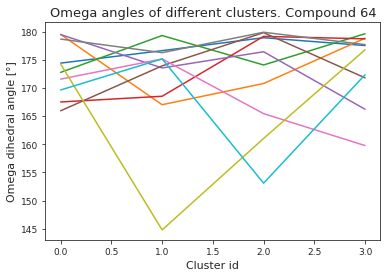 Omega angles of different clusters. Compound 64
Omega dihedral angle [°]
180
175
170
165
160
155
150
145
0.0 0.5 1.0 1.5 2.0 2.5 3.0
Cluster id